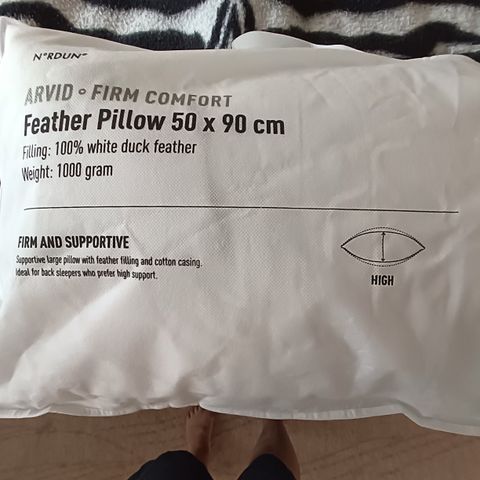 N°RDUN°
ARVID ° FIRM COMFORT
Feather Pillow 50 x 90 cm
Filling: 100% white duck feather
Weight: 1000 gram
FIRM AND SUPPORTIVE
Supportive large pillow with feather filling and cotton casing.
Ideal for back sleepers who prefer high support.
HIGH